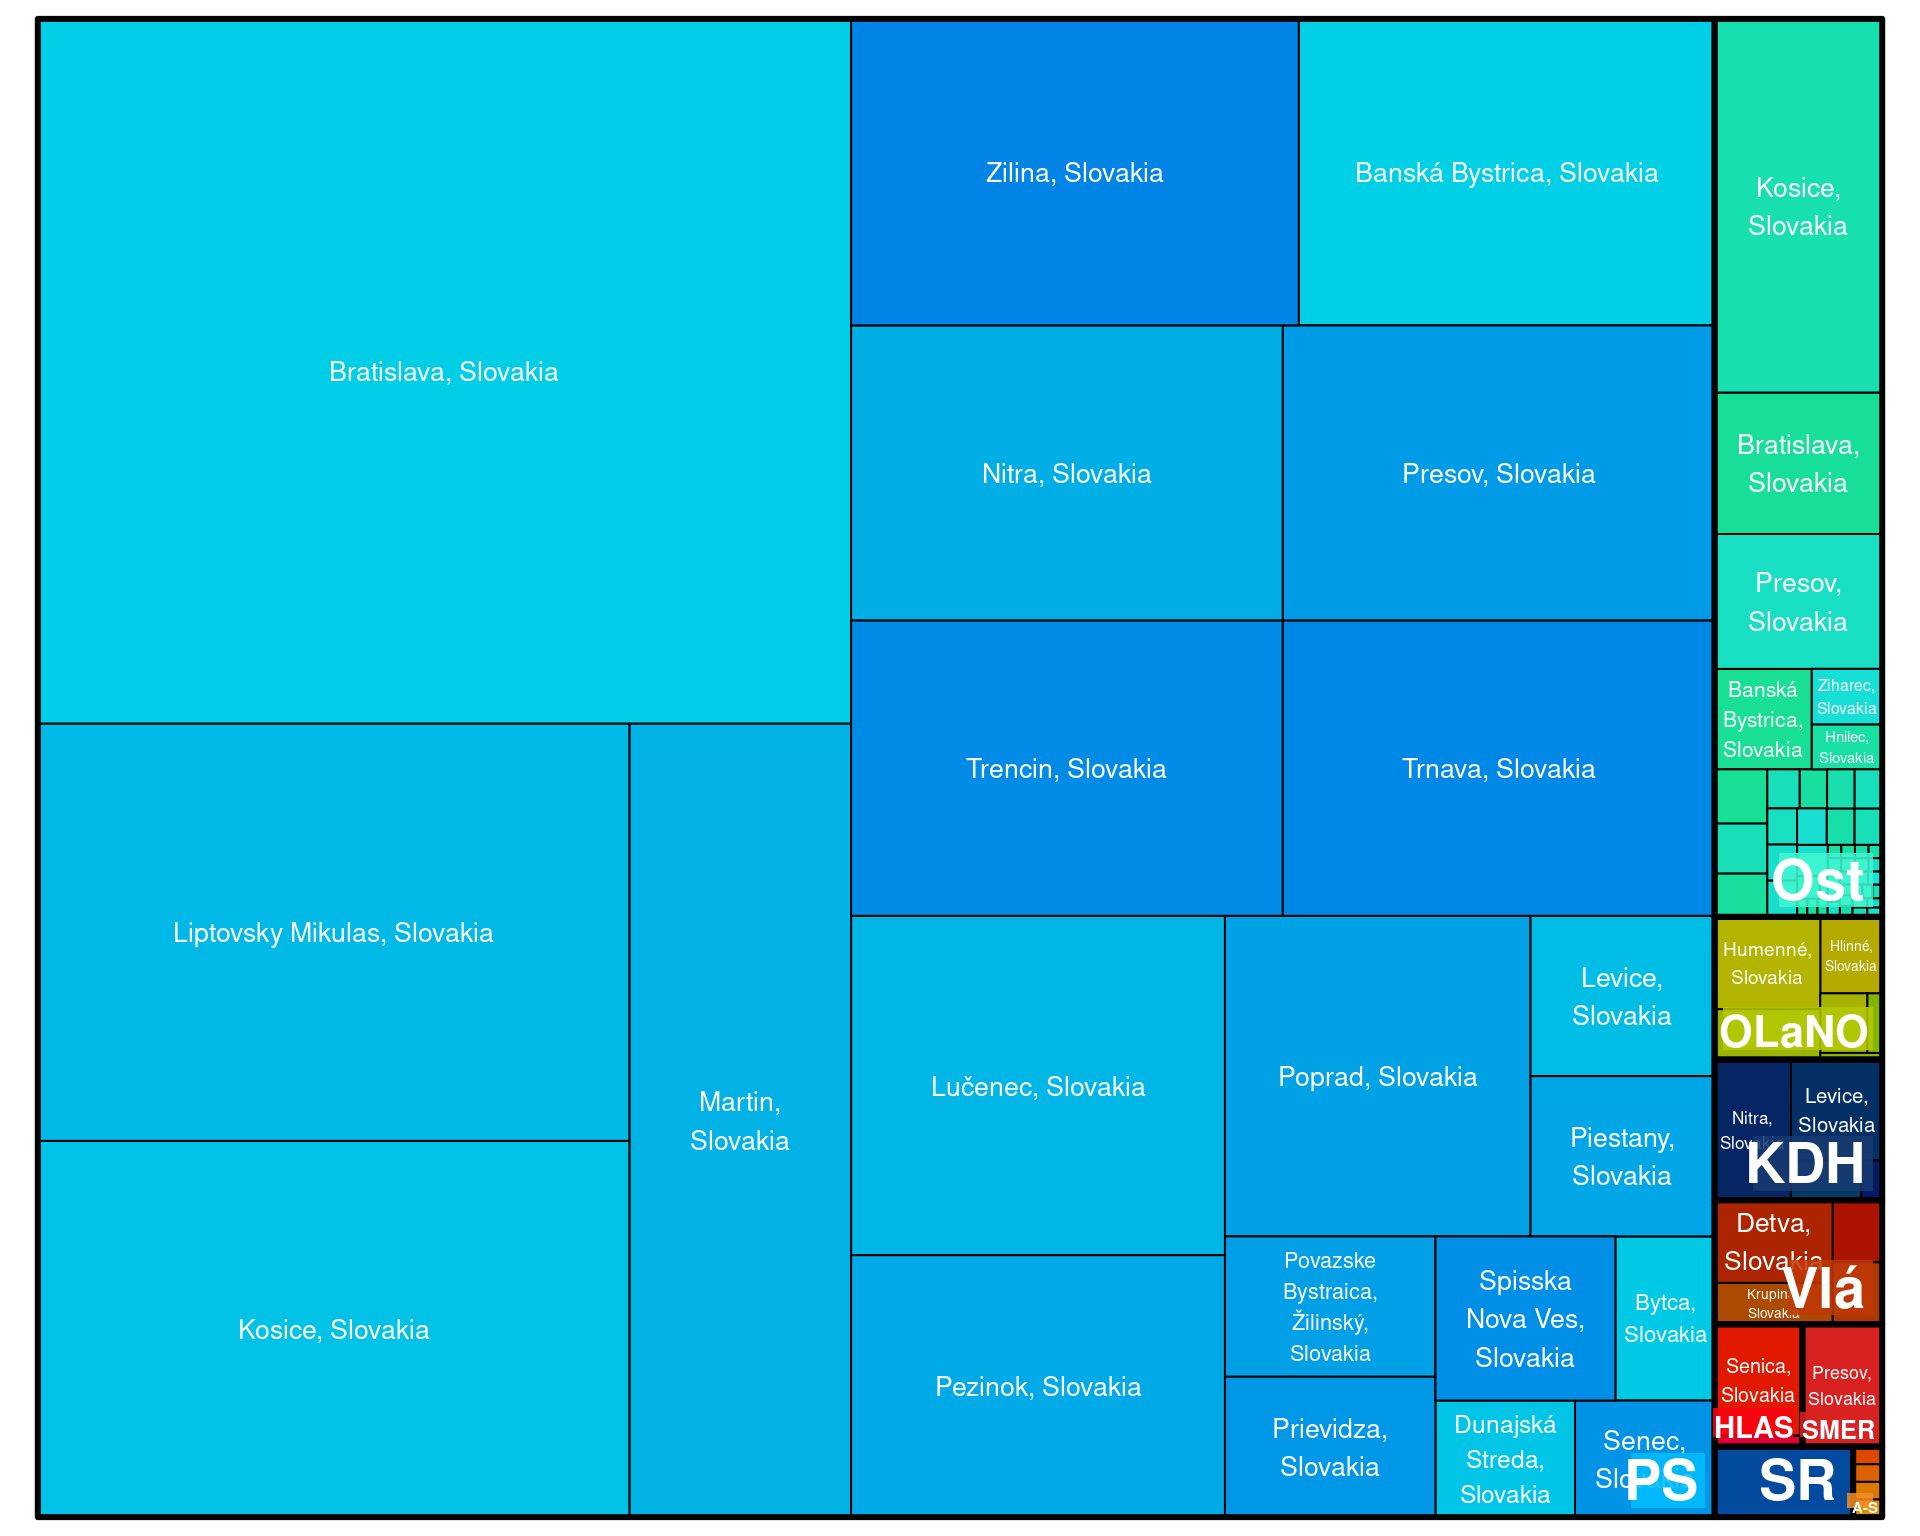 Bratislava, Slovakia
Liptovsky Mikulas, Slovakia
Kosice, Slovakia
Martin,
Slovakia
Zilina, Slovakia
Banská Bystrica, Slovakia
Nitra, Slovakia
Presov, Slovakia
Trencin, Slovakia
Trnava, Slovakia
Lučenec, Slovakia
Pezinok, Slovakia
Poprad, Slovakia
Levice,
Slovakia
Piestany,
Slovakia
Povazske
Bystraica,
Žilinský,
Slovakia
Prievidza,
Slovakia
Spisska
Nova Ves,
Slovakia
Bytca,
Slovakia
Dunajská
Streda,
Slovakia
Senec,
PS
Kosice,
Slovakia
Bratislava,
Slovakia
Presov,
Slovakia
Banská
Bystrica,
Slovakia
Ziharec,
Slovakia
Hnilec,
Slovakia
Ost
Humenné,
Slovakia
Hlinné,
Slovakia
OLaNO
Nitra,
Levice,
Slovakia
KDH
Detva,
Slovakia
Slovakia
Vlá
Senica,
Slovakia
HLAS
Presov,
Slovakia
SMER
SR
A-S